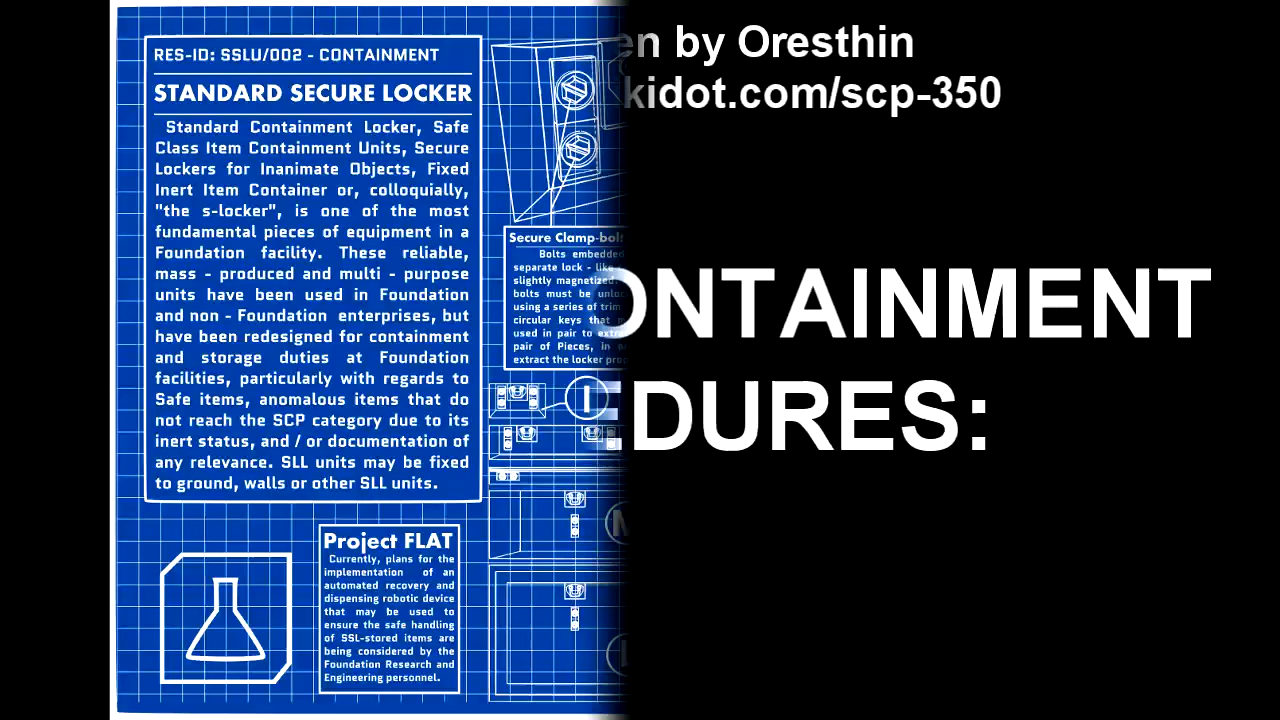 RES-ID: SSLU/002 - CONTAINMENT
STANDARD SECURE LOCKER
Standard Containment Locker, Safe
Class Item Containment Units, Secure
Lockers for Inanimate Objects, Fixed
Inert Item Container or, colloquially,
"the s-locker", is one of the most
fundamental pieces of equipment in a
Foundation facility. These reliable,
mass - produced and multi - purpose
units have been used in Foundation
and non - Foundation enterprises, but
have been redesigned for containment
and storage duties at Foundation
facilities, particularly with regards to
Safe items, anomalous items that do
not reach the SCP category due to its
inert status, and / or documentation of
any relevance. SLL units may be fixed
to ground, walls or other SLL units.
Project FLAT
Currently, plans for the
implementation of an
automated recovery and
dispensing robotic device
that may be used to
ensure the safe handling
of SSL-stored items are
being considered by the
Foundation Research and
Engineering personnel.
Secure Clamp-bolt
Bolts embedded
separate lock - like
slightly magnetized.
bolts must be
using a series of trim
circular keys that
used in pair to
pair of Pieces, in
extract the locker
I
M
en by Oresthin
kidot.com/scp-350
ONTAINMENT
EDURES: